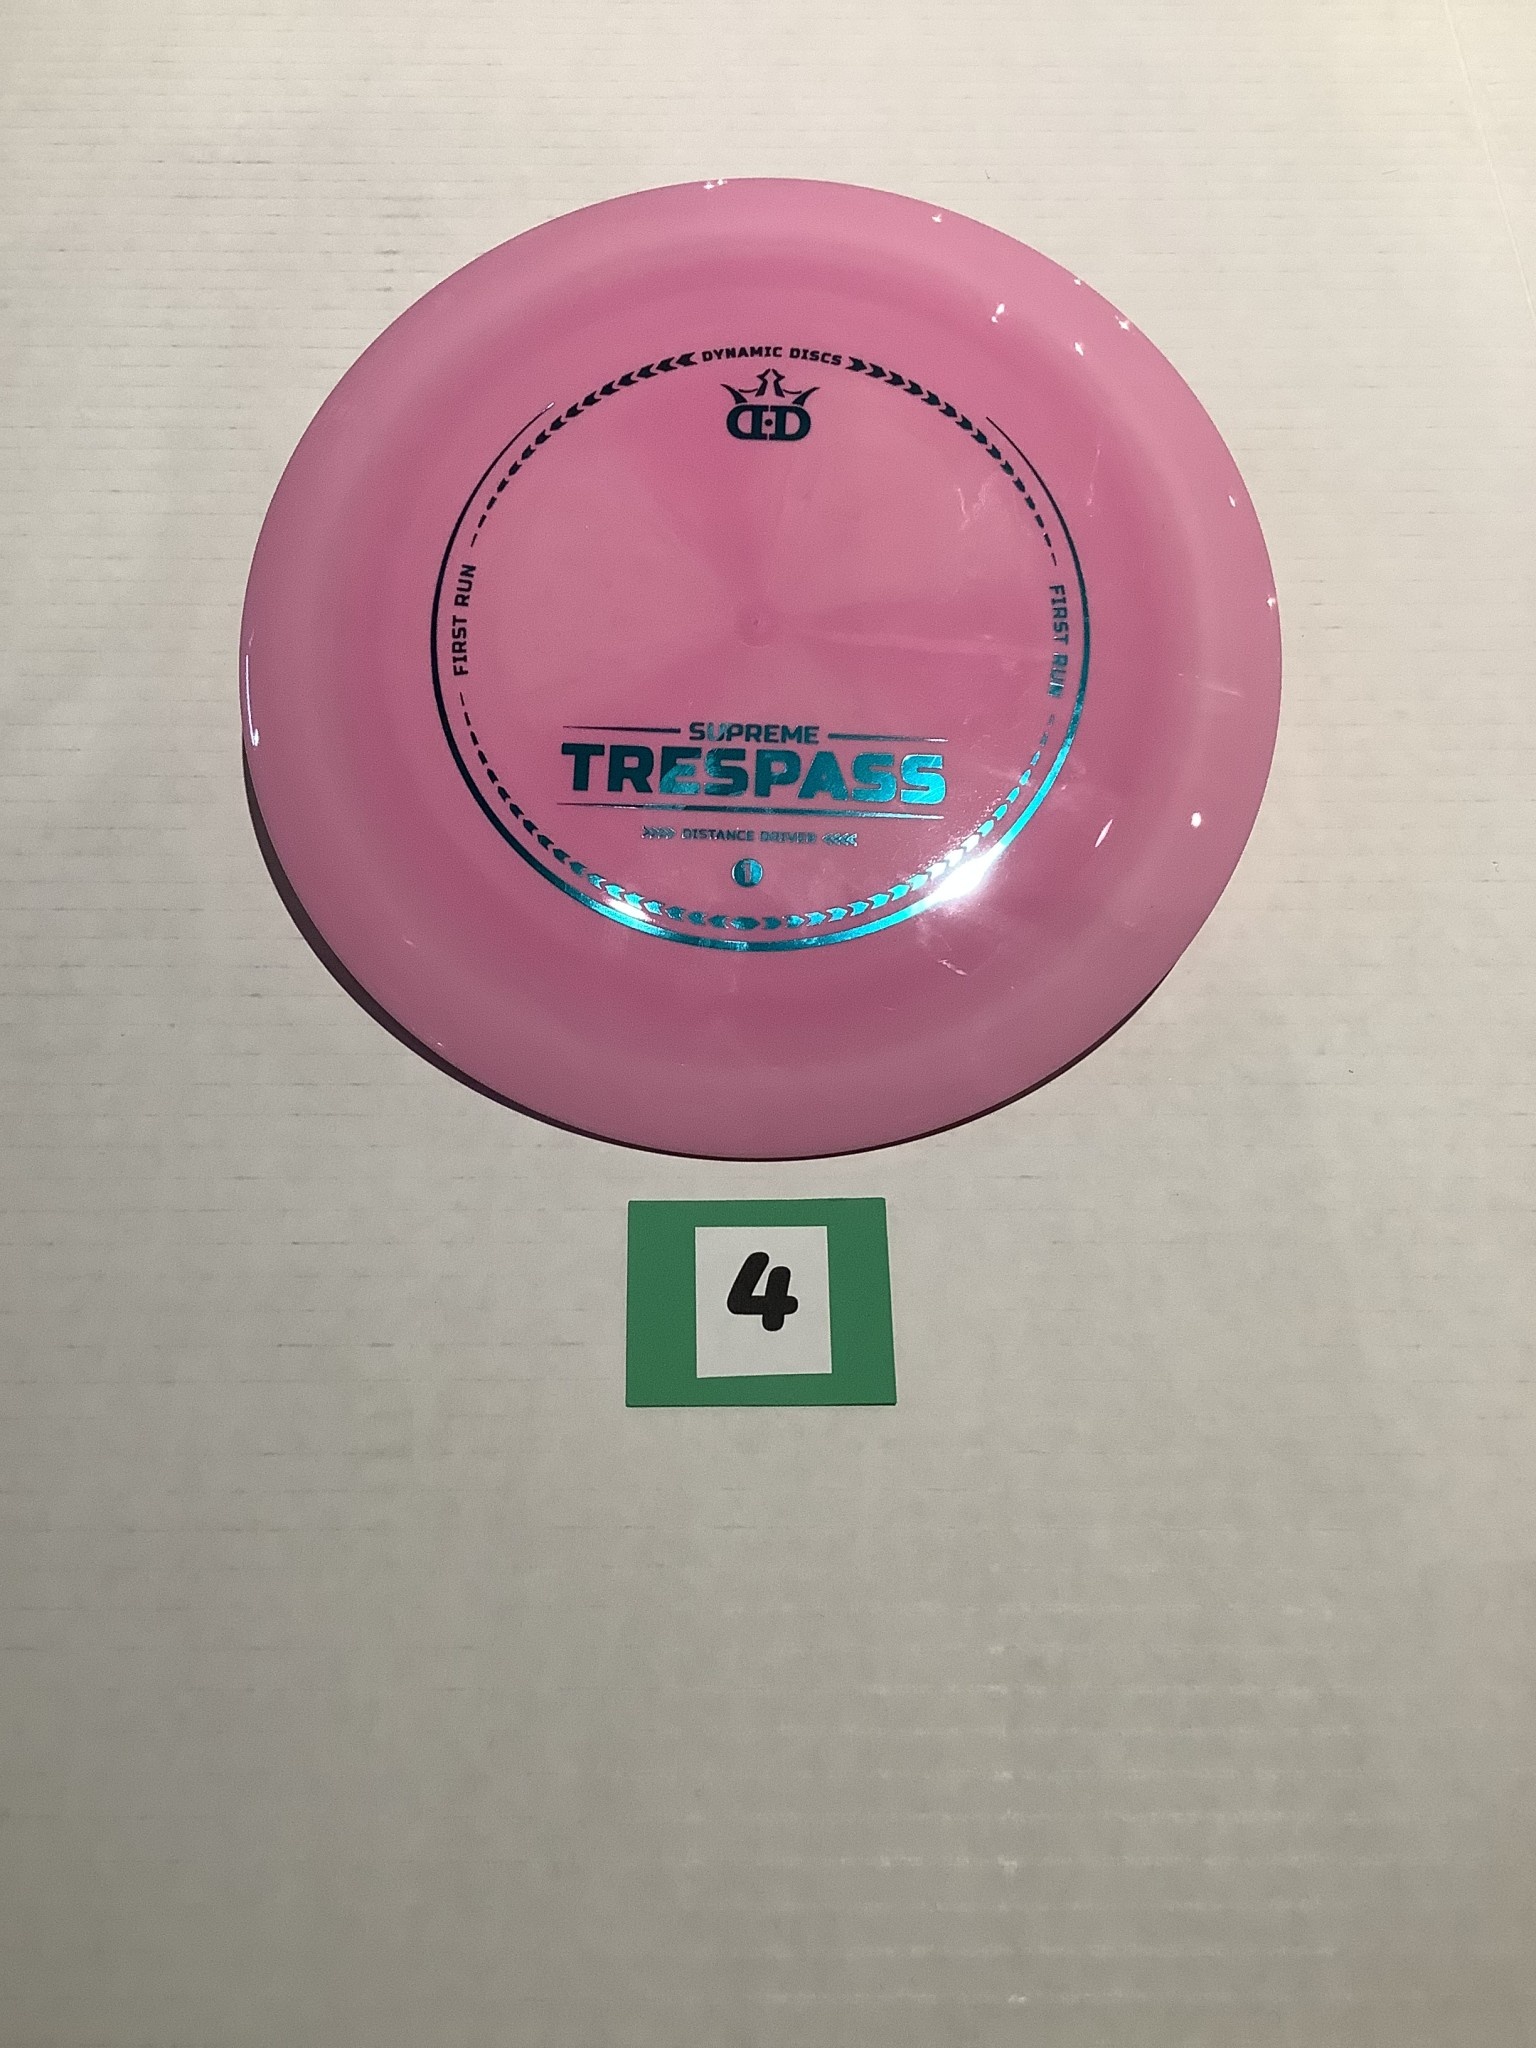 DYNAMIC DISCS
D·D
FIRST RUN
FIRST RUN
SUPREME
TRESPASS
DISTANCE DRIVER
1
4